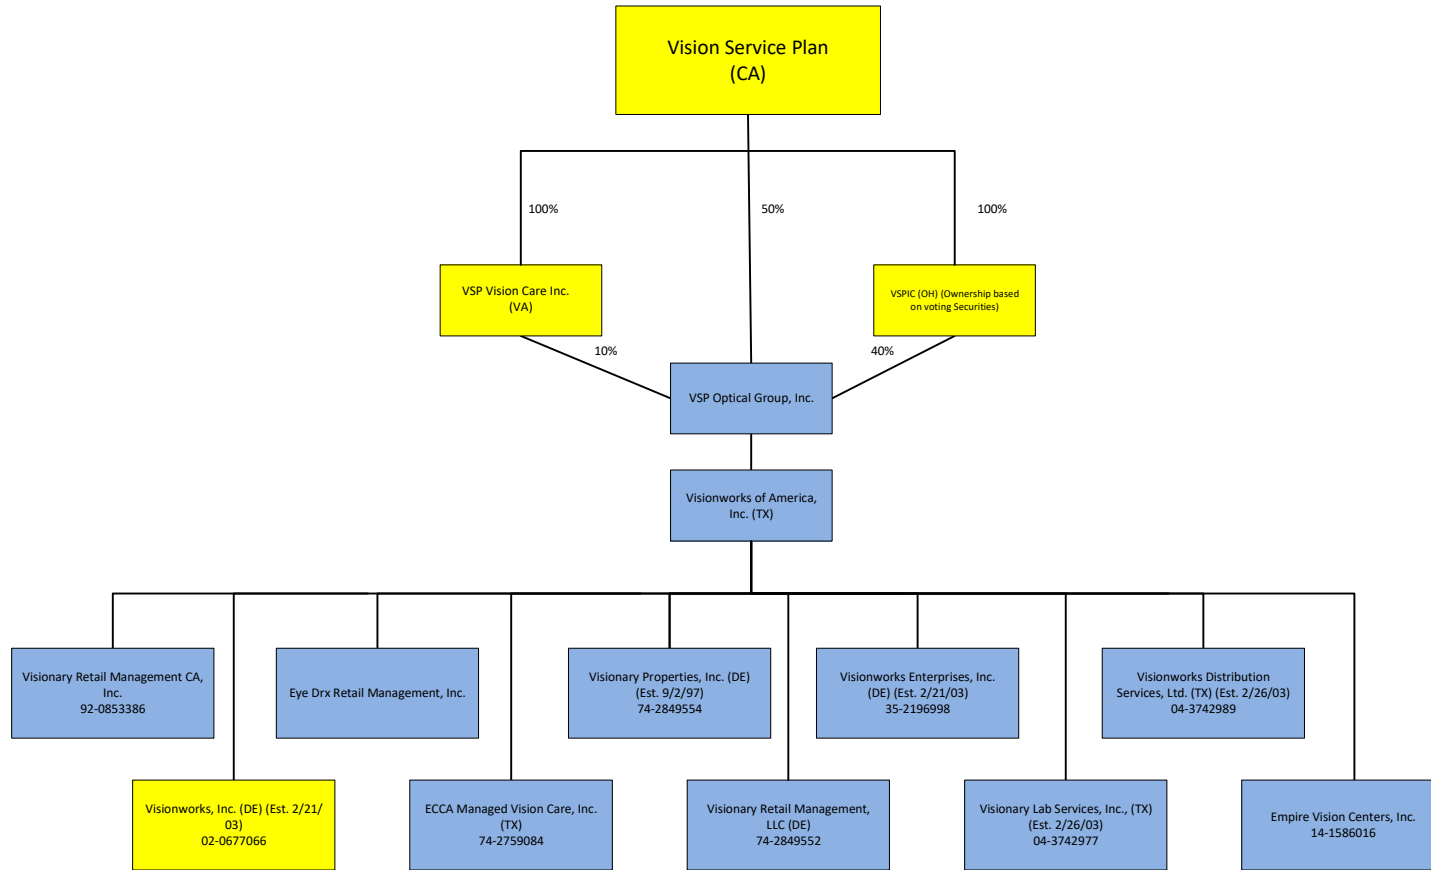 Vision Service Plan
(CA)
100%
50%
100%
VSP Vision Care Inc.
(VA)
VSPIC (OH) (Ownership based
on voting Securities)
10%
40%
VSP Optical Group, Inc.
Visionworks of America,
Inc. (TX)
Visionary Retail Management CA,
Inc.
92-0853386
Eye Drx Retail Management, Inc.
Visionary Properties, Inc. (DE)
(Est. 9/2/97)
74-2849554
Visionworks Enterprises, Inc.
(DE) (Est. 2/21/03)
35-2196998
Visionworks Distribution
Services, Ltd. (TX) (Est. 2/26/03)
04-3742989
Visionworks, Inc. (DE) (Est. 2/21/
03)
02-0677066
ECCA Managed Vision Care, Inc.
(TX)
74-2759084
Visionary Retail Management,
LLC (DE)
74-2849552
Visionary Lab Services, Inc., (TX)
(Est. 2/26/03)
04-3742977
Empire Vision Centers, Inc.
14-1586016